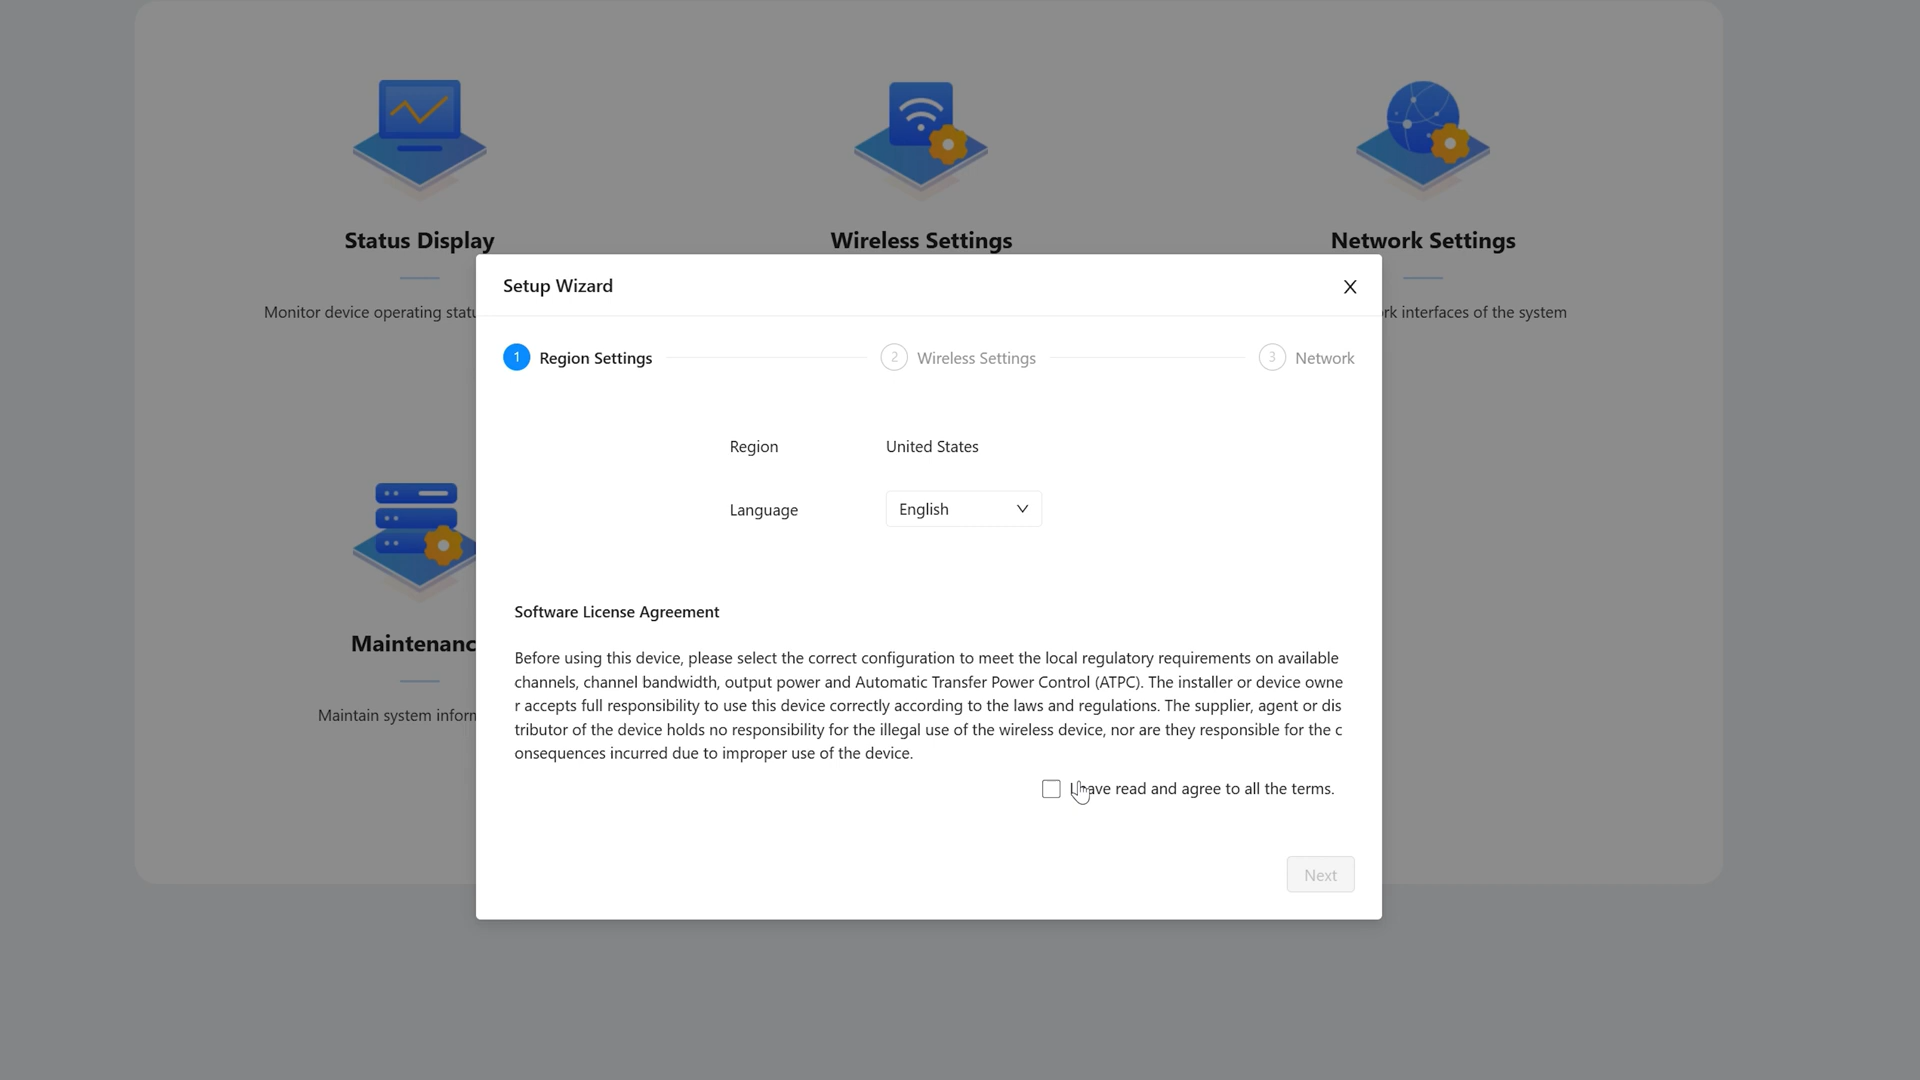 Status Display
Wireless Settings
Network Settings
Monitor device operating statu
rk interfaces of the system
Setup Wizard
1 Region Settings
2 Wireless Settings
3 Network
Region United States
Language English
Software License Agreement
Before using this device, please select the correct configuration to meet the local regulatory requirements on available
channels, channel bandwidth, output power and Automatic Transfer Power Control (ATPC). The installer or device owne
r accepts full responsibility to use this device correctly according to the laws and regulations. The supplier, agent or dis
tributor of the device holds no responsibility for the illegal use of the wireless device, nor are they responsible for the c
onsequences incurred due to improper use of the device.
I have read and agree to all the terms.
Next
Maintenanc
Maintain system inforn